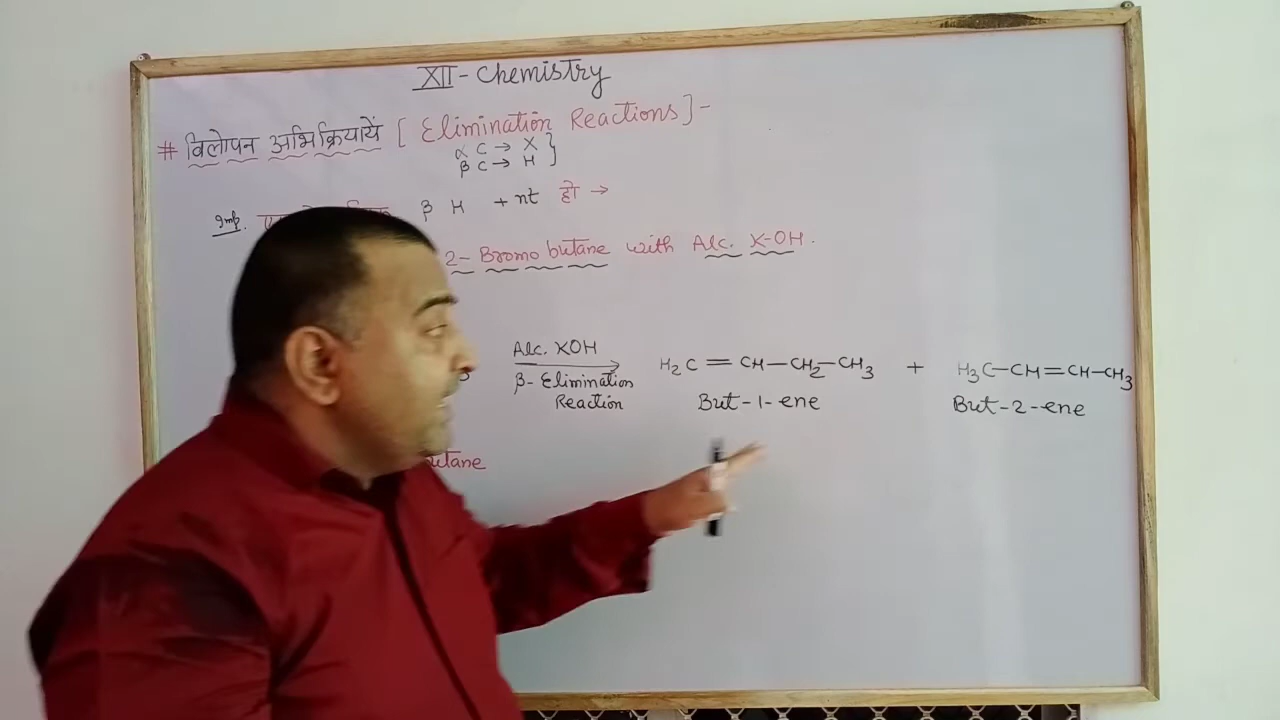 XII - Chemistry
# विलोपन अभिक्रियायें [ Elimination Reactions ] -
α C → X
β C → H }
Imp. β H + nt हो →
2- Bromo butane with Alc. K-OH.
Alc. KOH
β- Elimination
Reaction
H₂C = CH - CH₂ - CH₃ + H₃C - CH = CH - CH₃
But - 1 - ene But - 2 - ene
utane